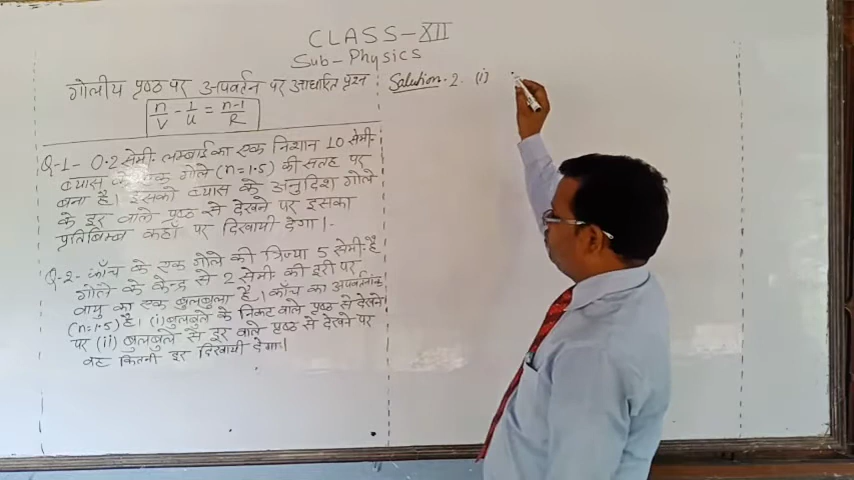 CLASS-XII
Sub-Physics
गोलीय पृष्ठ पर अपवर्तन पर आधारित प्रश्न
n/v - 1/u = n-1/R
Q-1- 0.2 सेमी. लम्बाई का एक निशान 10 सेमी.
व्यास के एक गोले (n=1.5) की सतह पर
बना है। इसको व्यास के अनुदिश गोले
के दूर वाले पृष्ठ से देखने पर इसका
प्रतिबिम्ब कहाँ पर दिखायी देगा।
Q-2- काँच के एक गोले की त्रिज्या 5 सेमी. है
गोले के केन्द्र से 2 सेमी की दूरी पर
वायु का एक बुलबुला है। काँच का अपवर्तनांक
(n=1.5) है। (i) बुलबुले के निकट वाले पृष्ठ से देखने
पर (ii) बुलबुले से दूर वाले पृष्ठ से देखने पर
वह कितनी दूर दिखायी देगा।
Solution-2. (i)